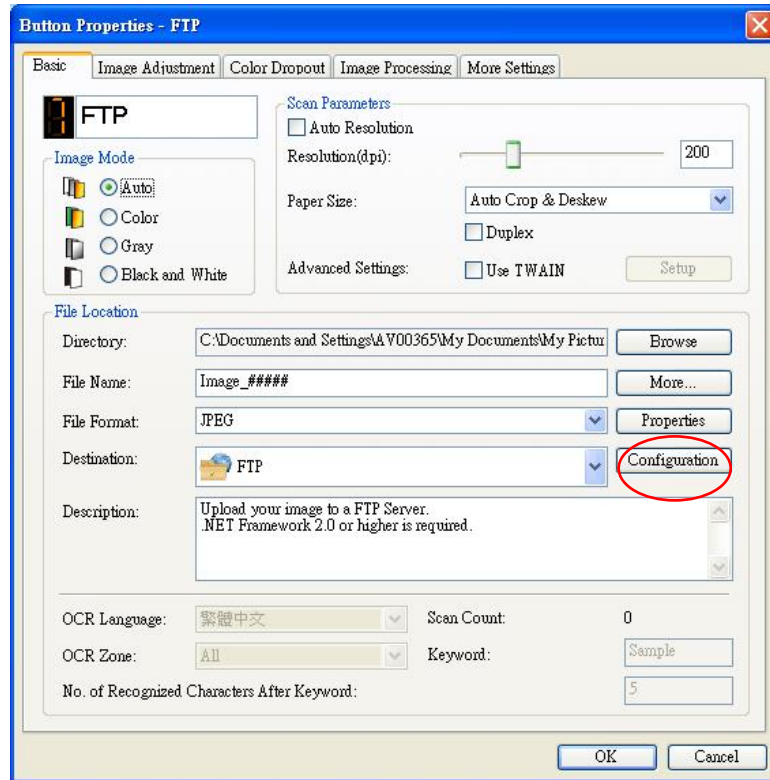 Button Properties - FTP
Basic
Image Adjustment
Color Dropout
Image Processing
More Settings
FTP
Image Mode
Auto
Color
Gray
Black and White
Scan Parameters
Auto Resolution
Resolution(dpi):
200
Paper Size:
Auto Crop & Deskew
Duplex
Advanced Settings:
Use TWAIN
Setup
File Location
Directory:
C:\Documents and Settings\AV00365\My Documents\My Pictu
Browse
File Name:
Image_#####
More...
File Format:
JPEG
Properties
Destination:
FTP
Configuration
Description:
Upload your image to a FTP Server.
.NET Framework 2.0 or higher is required.
OCR Language:
繁體中文
Scan Count:
0
OCR Zone:
All
Keyword:
Sample
No. of Recognized Characters After Keyword:
5
OK
Cancel